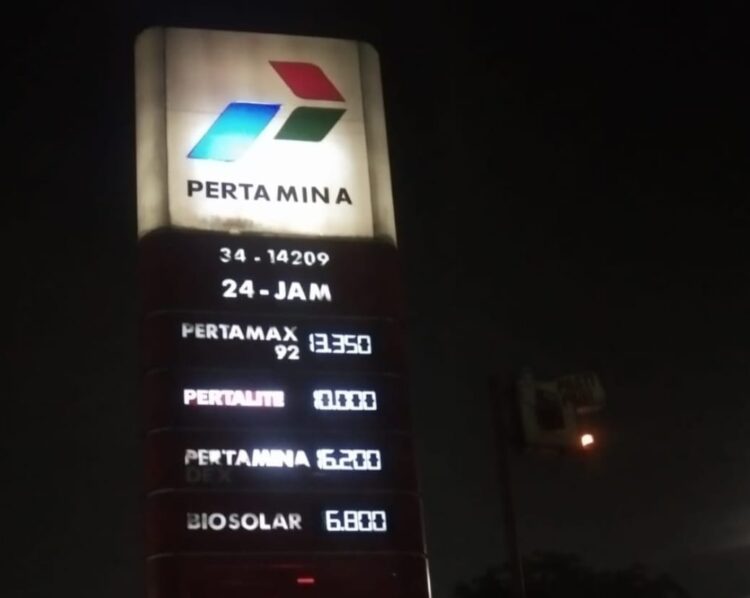 PERTAMINA
34-14209
24-JAM
PERTAMAX
92 13.350
PERTALITE 10.000
PERTAMINA 16.200
DEX
BIOSOLAR 6.800